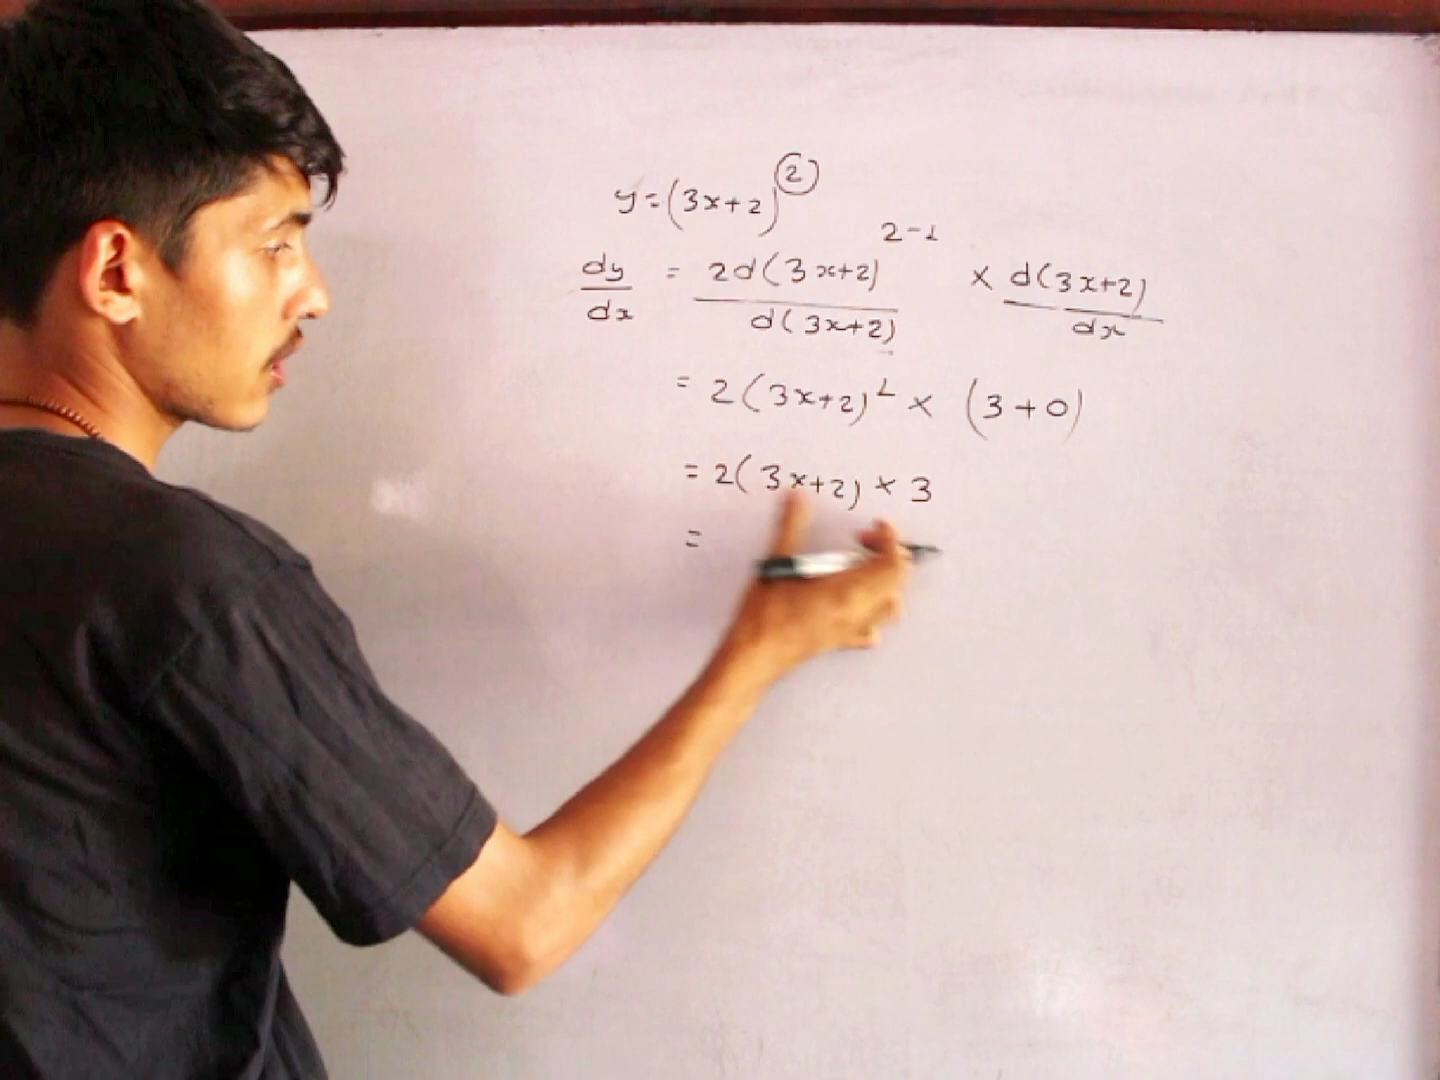 y = (3x+2)^2
dy/dx = 2d(3x+2)^2-1/d(3x+2) × d(3x+2)/dx
= 2(3x+2)^1 × (3+0)
= 2(3x+2) × 3
=